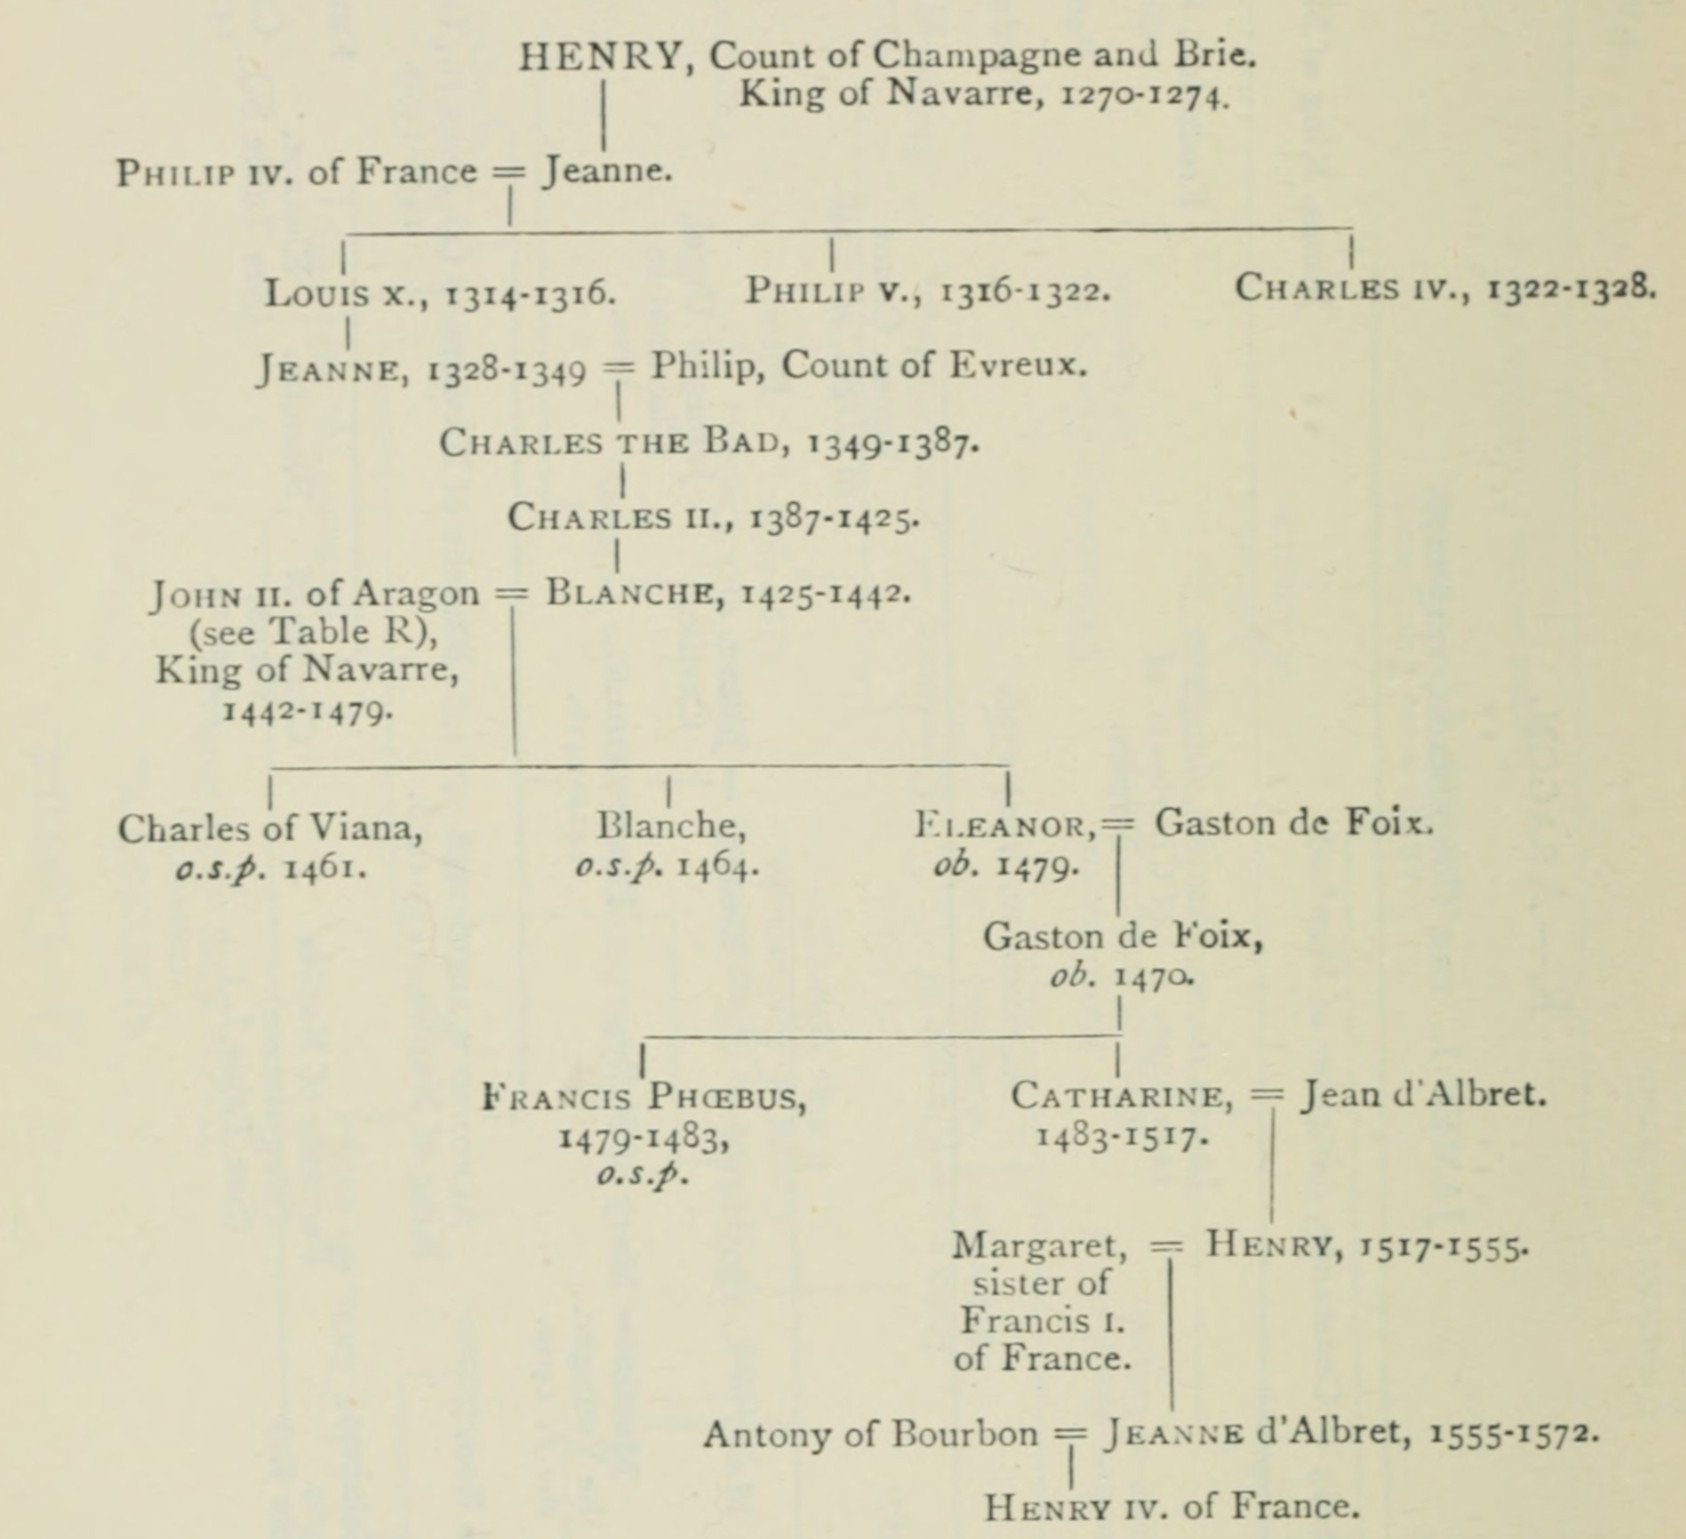 HENRY, Count of Champagne and Brie.
King of Navarre, 1270-1274.
PHILIP IV. of France = Jeanne.
LOUIS X., 1314-1316. PHILIP V., 1316-1322. CHARLES IV., 1322-1328.
JEANNE, 1328-1349 = Philip, Count of Evreux.
CHARLES THE BAD, 1349-1387.
CHARLES II., 1387-1425.
JOHN II. of Aragon = BLANCHE, 1425-1442.
(see Table R),
King of Navarre,
1442-1479.
Charles of Viana, Blanche, ELEANOR, = Gaston de Foix.
o.s.p. 1461. o.s.p. 1464. ob. 1479.
Gaston de Foix,
ob. 1470.
FRANCIS PHŒBUS, CATHARINE, = Jean d'Albret.
1479-1483, 1483-1517.
o.s.p.
Margaret, = HENRY, 1517-1555.
sister of
Francis I.
of France.
Antony of Bourbon = JEANNE d'Albret, 1555-1572.
HENRY IV. of France.